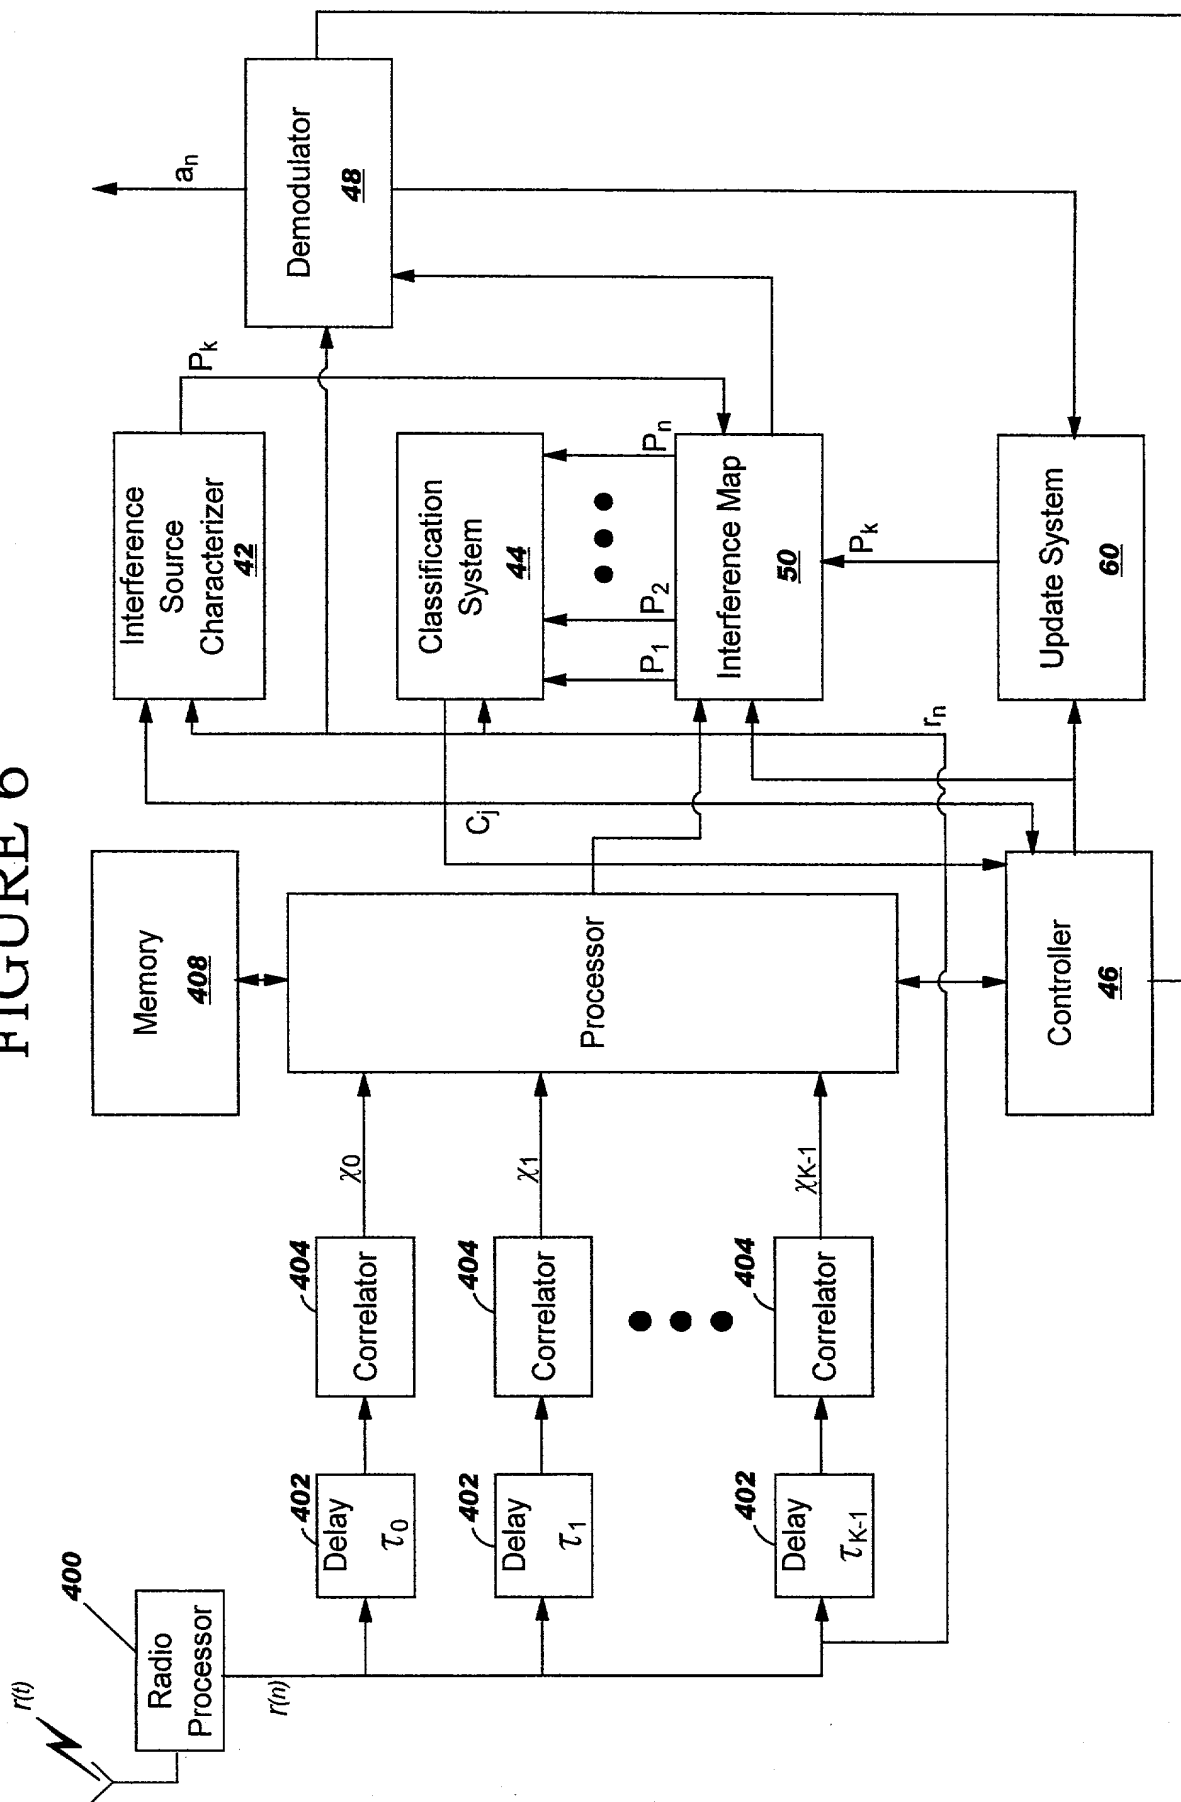 FIGURE 6
r(t)
400
Radio
Processor
r(n)
402
Delay
τ0
404
Correlator
χ0
402
Delay
τ1
404
Correlator
χ1
402
Delay
τK-1
404
Correlator
χK-1
Memory
408
Processor
Controller
46
Cj
rn
Interference
Source
Characterizer
42
Pk
Classification
System
44
P1
P2
Pn
Interference Map
50
Pk
Update System
60
Demodulator
48
an